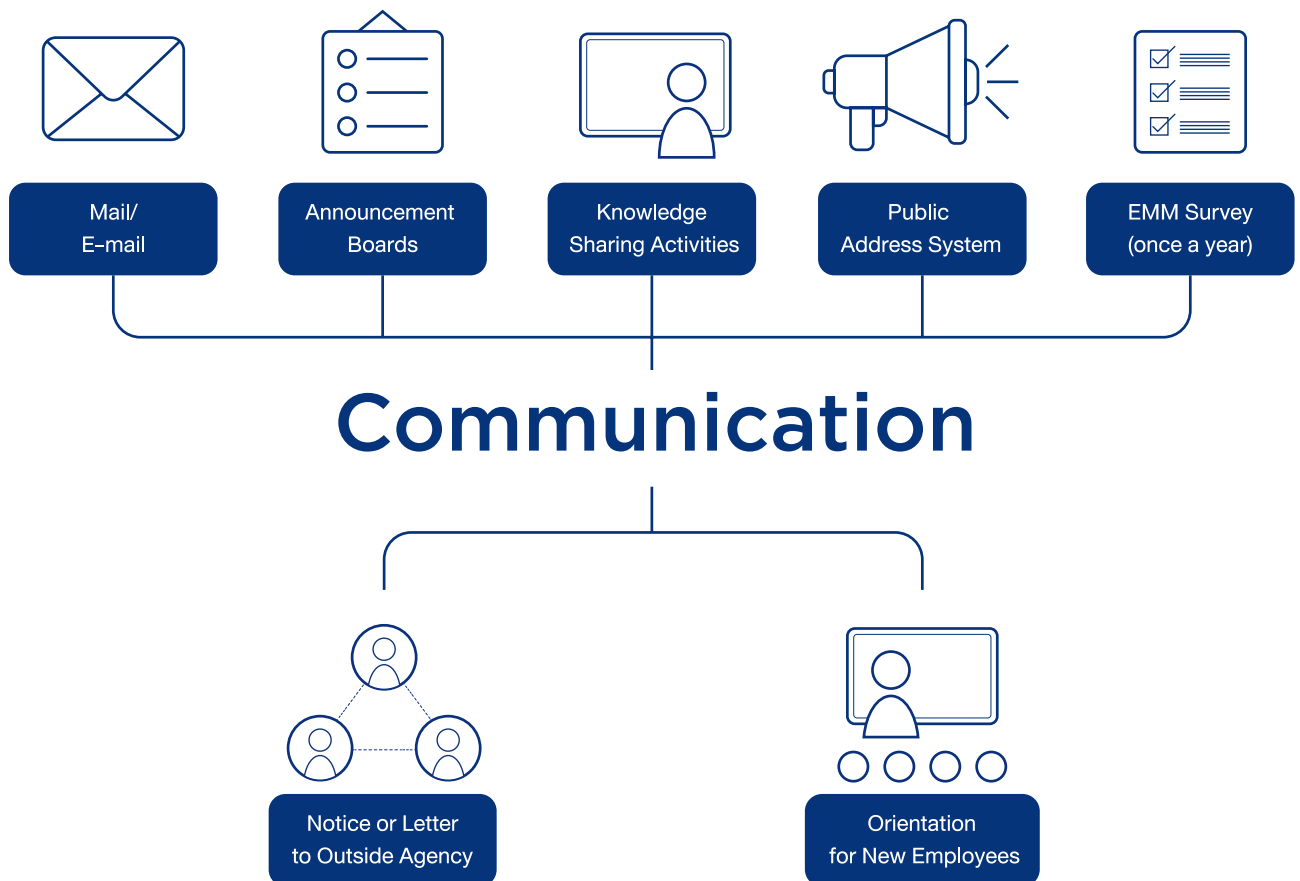 Mail/
E-mail
Announcement
Boards
Knowledge
Sharing Activities
Public
Address System
EMM Survey
(once a year)
Communication
Notice or Letter
to Outside Agency
Orientation
for New Employees